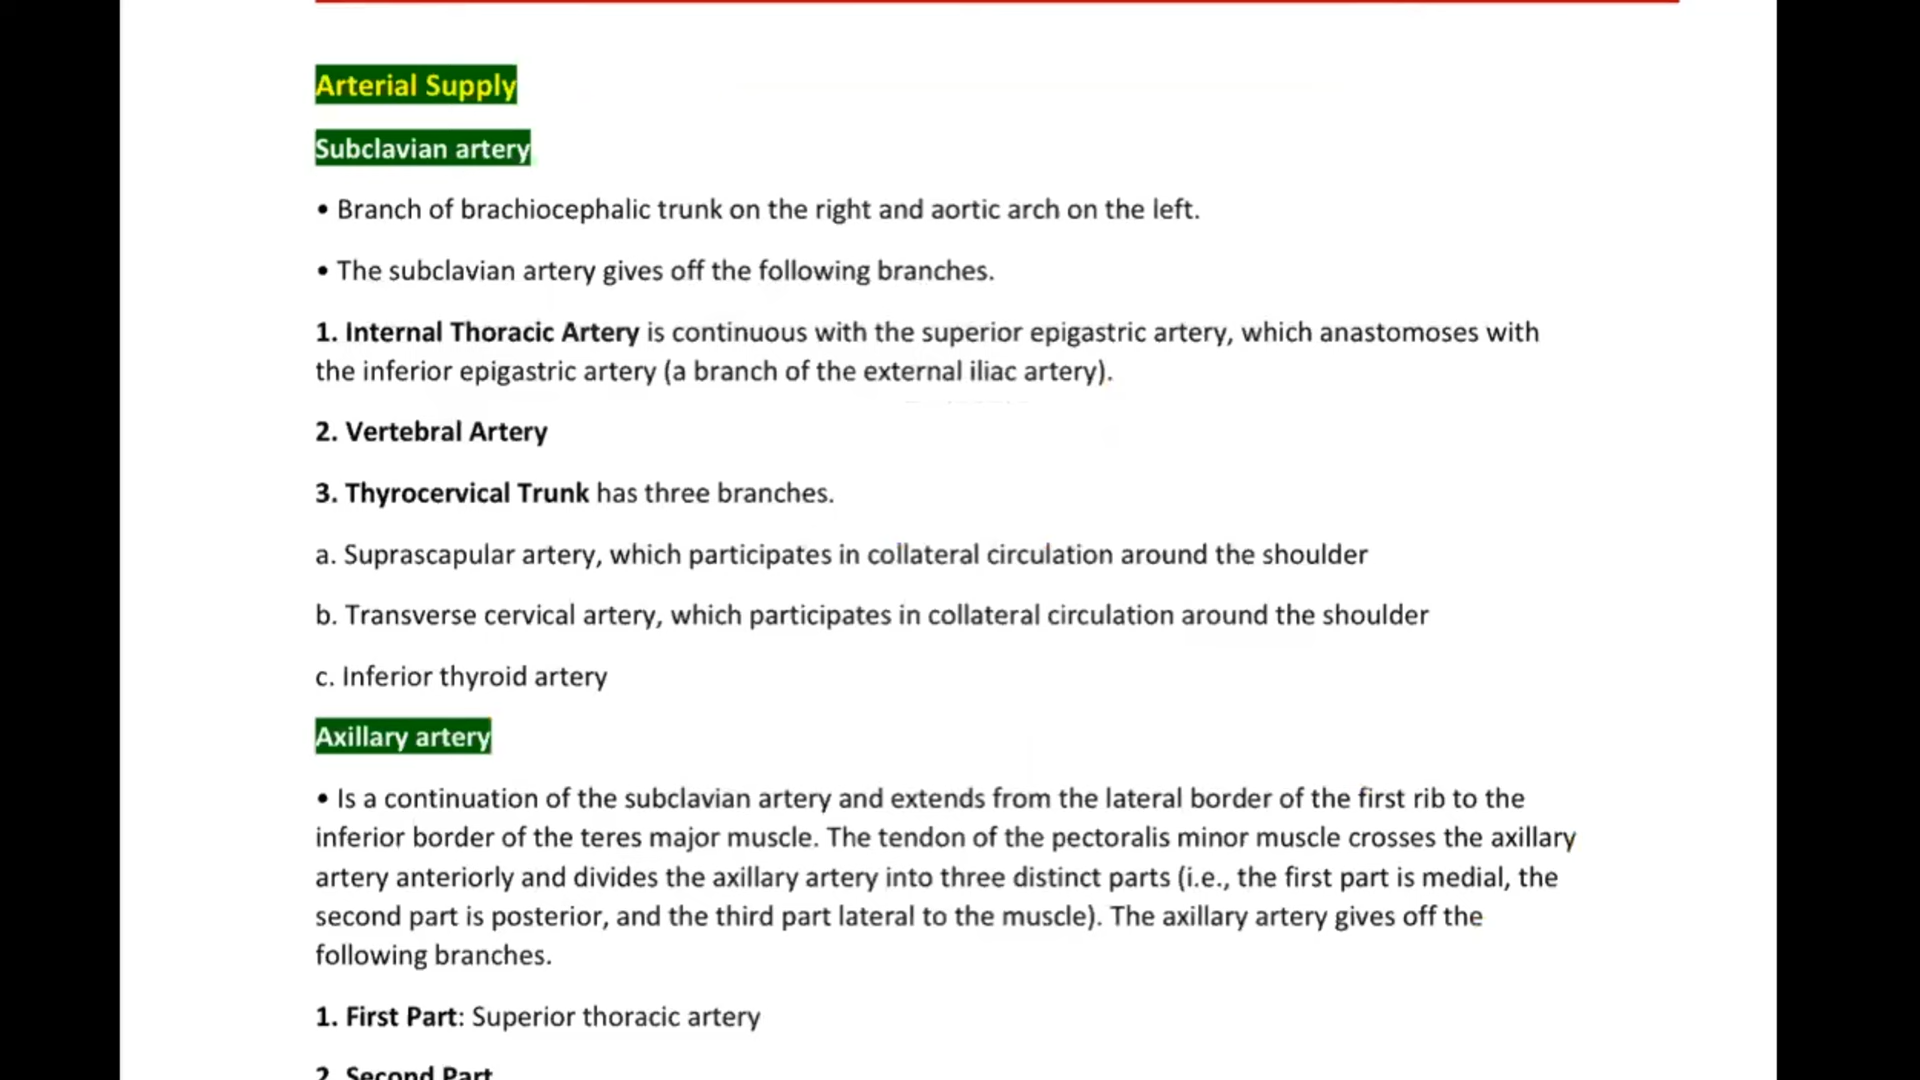 Arterial Supply
Subclavian artery
• Branch of brachiocephalic trunk on the right and aortic arch on the left.
• The subclavian artery gives off the following branches.
1. Internal Thoracic Artery is continuous with the superior epigastric artery, which anastomoses with
the inferior epigastric artery (a branch of the external iliac artery).
2. Vertebral Artery
3. Thyrocervical Trunk has three branches.
a. Suprascapular artery, which participates in collateral circulation around the shoulder
b. Transverse cervical artery, which participates in collateral circulation around the shoulder
c. Inferior thyroid artery
Axillary artery
• Is a continuation of the subclavian artery and extends from the lateral border of the first rib to the
inferior border of the teres major muscle. The tendon of the pectoralis minor muscle crosses the axillary
artery anteriorly and divides the axillary artery into three distinct parts (i.e., the first part is medial, the
second part is posterior, and the third part lateral to the muscle). The axillary artery gives off the
following branches.
1. First Part: Superior thoracic artery
2. Second Part